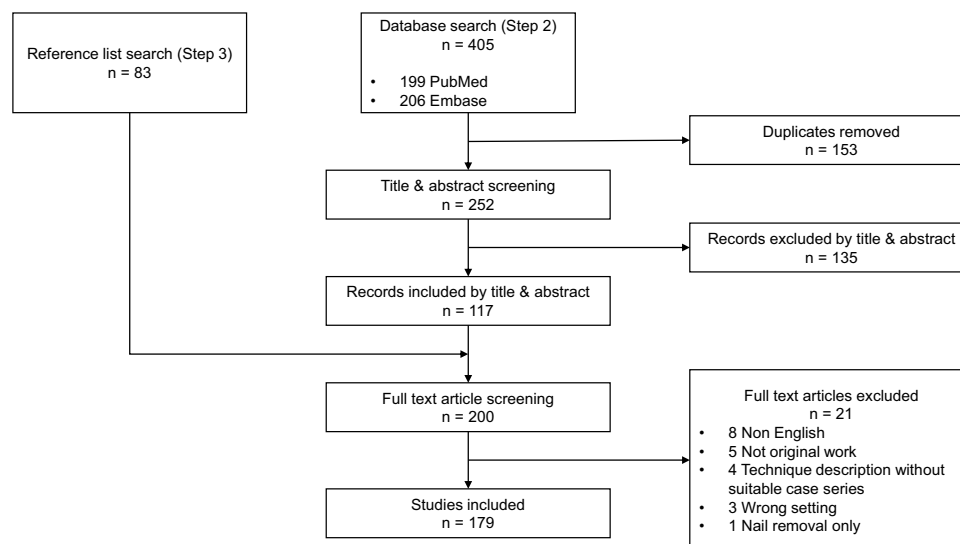 Reference list search (Step 3)
n = 83
Database search (Step 2)
n = 405
• 199 PubMed
• 206 Embase
Duplicates removed
n = 153
Title & abstract screening
n = 252
Records excluded by title & abstract
n = 135
Records included by title & abstract
n = 117
Full text article screening
n = 200
Full text articles excluded
n = 21
• 8 Non English
• 5 Not original work
• 4 Technique description without
suitable case series
• 3 Wrong setting
• 1 Nail removal only
Studies included
n = 179